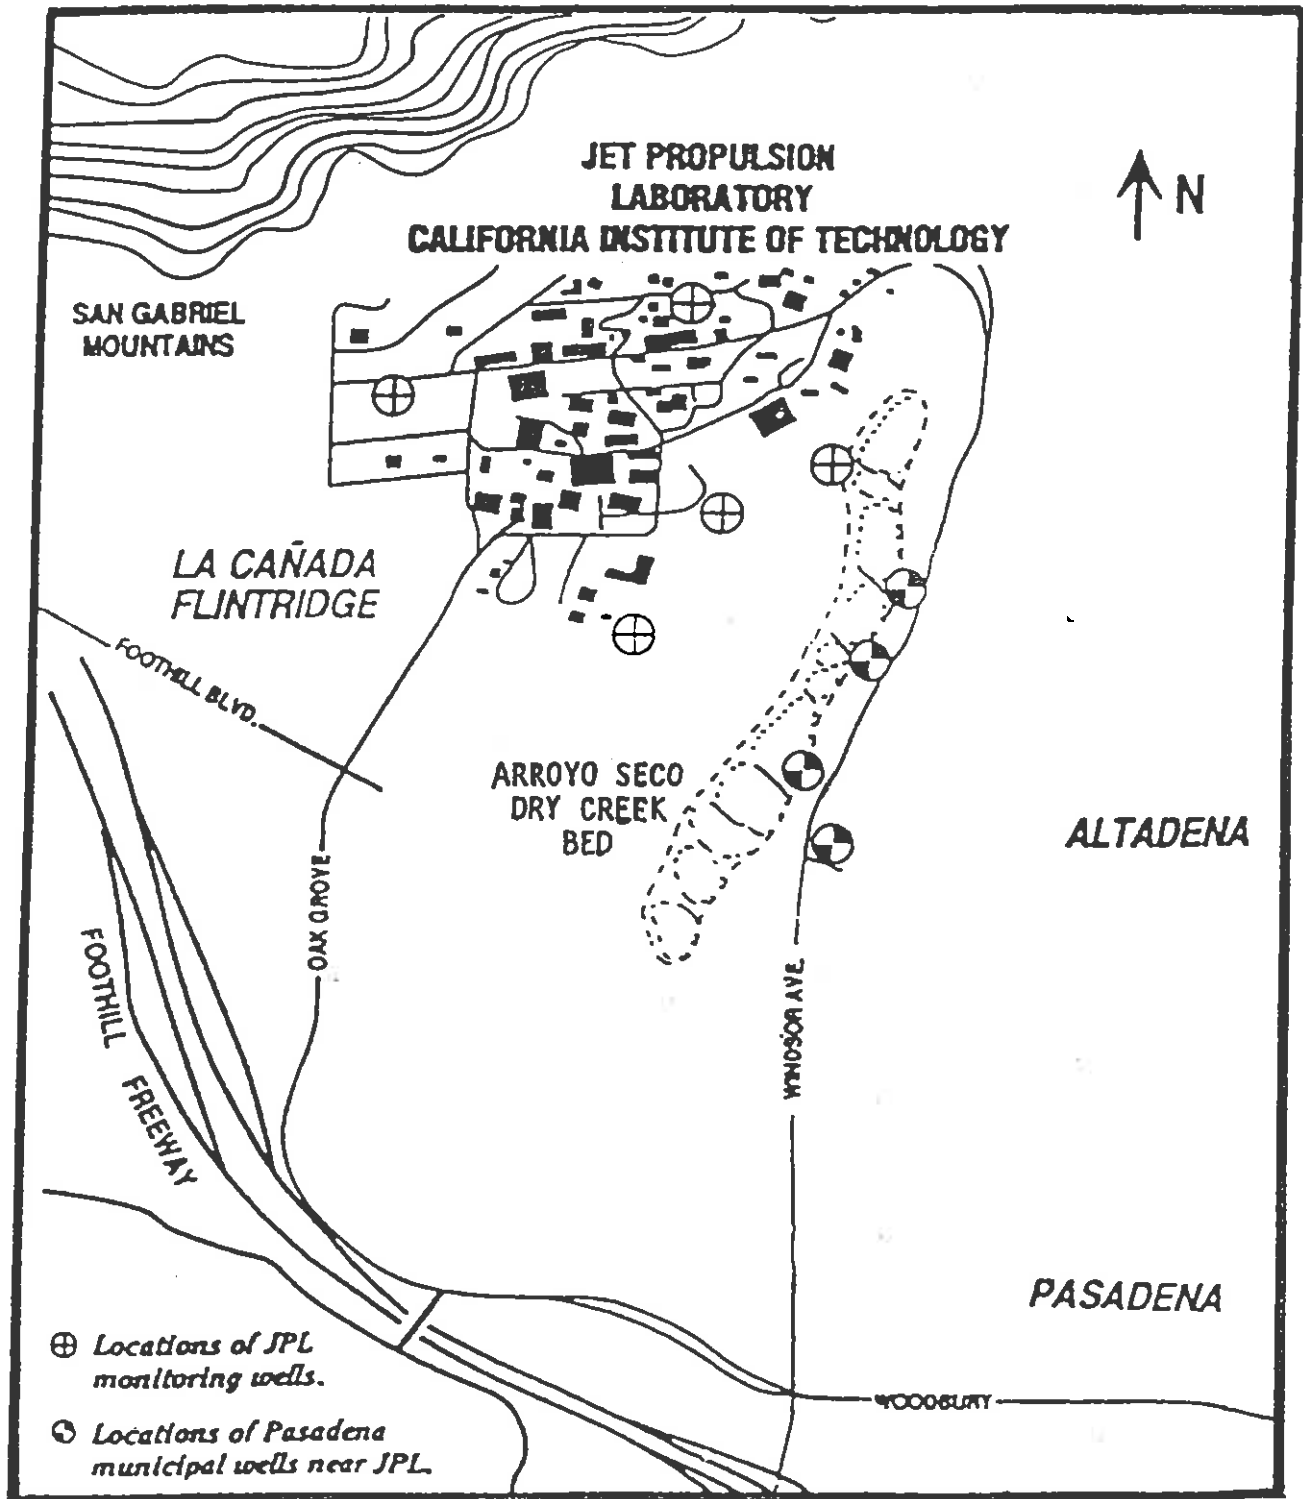 JET PROPULSION
LABORATORY
CALIFORNIA INSTITUTE OF TECHNOLOGY
N
SAN GABRIEL
MOUNTAINS
LA CAÑADA
FLINTRIDGE
FOOTHILL BLVD.
ARROYO SECO
DRY CREEK
BED
ALTADENA
OAK GROVE
FOOTHILL
FREEWAY
WINDSOR AVE.
PASADENA
WOODBURY
Locations of JPL
monitoring wells.
Locations of Pasadena
municipal wells near JPL.